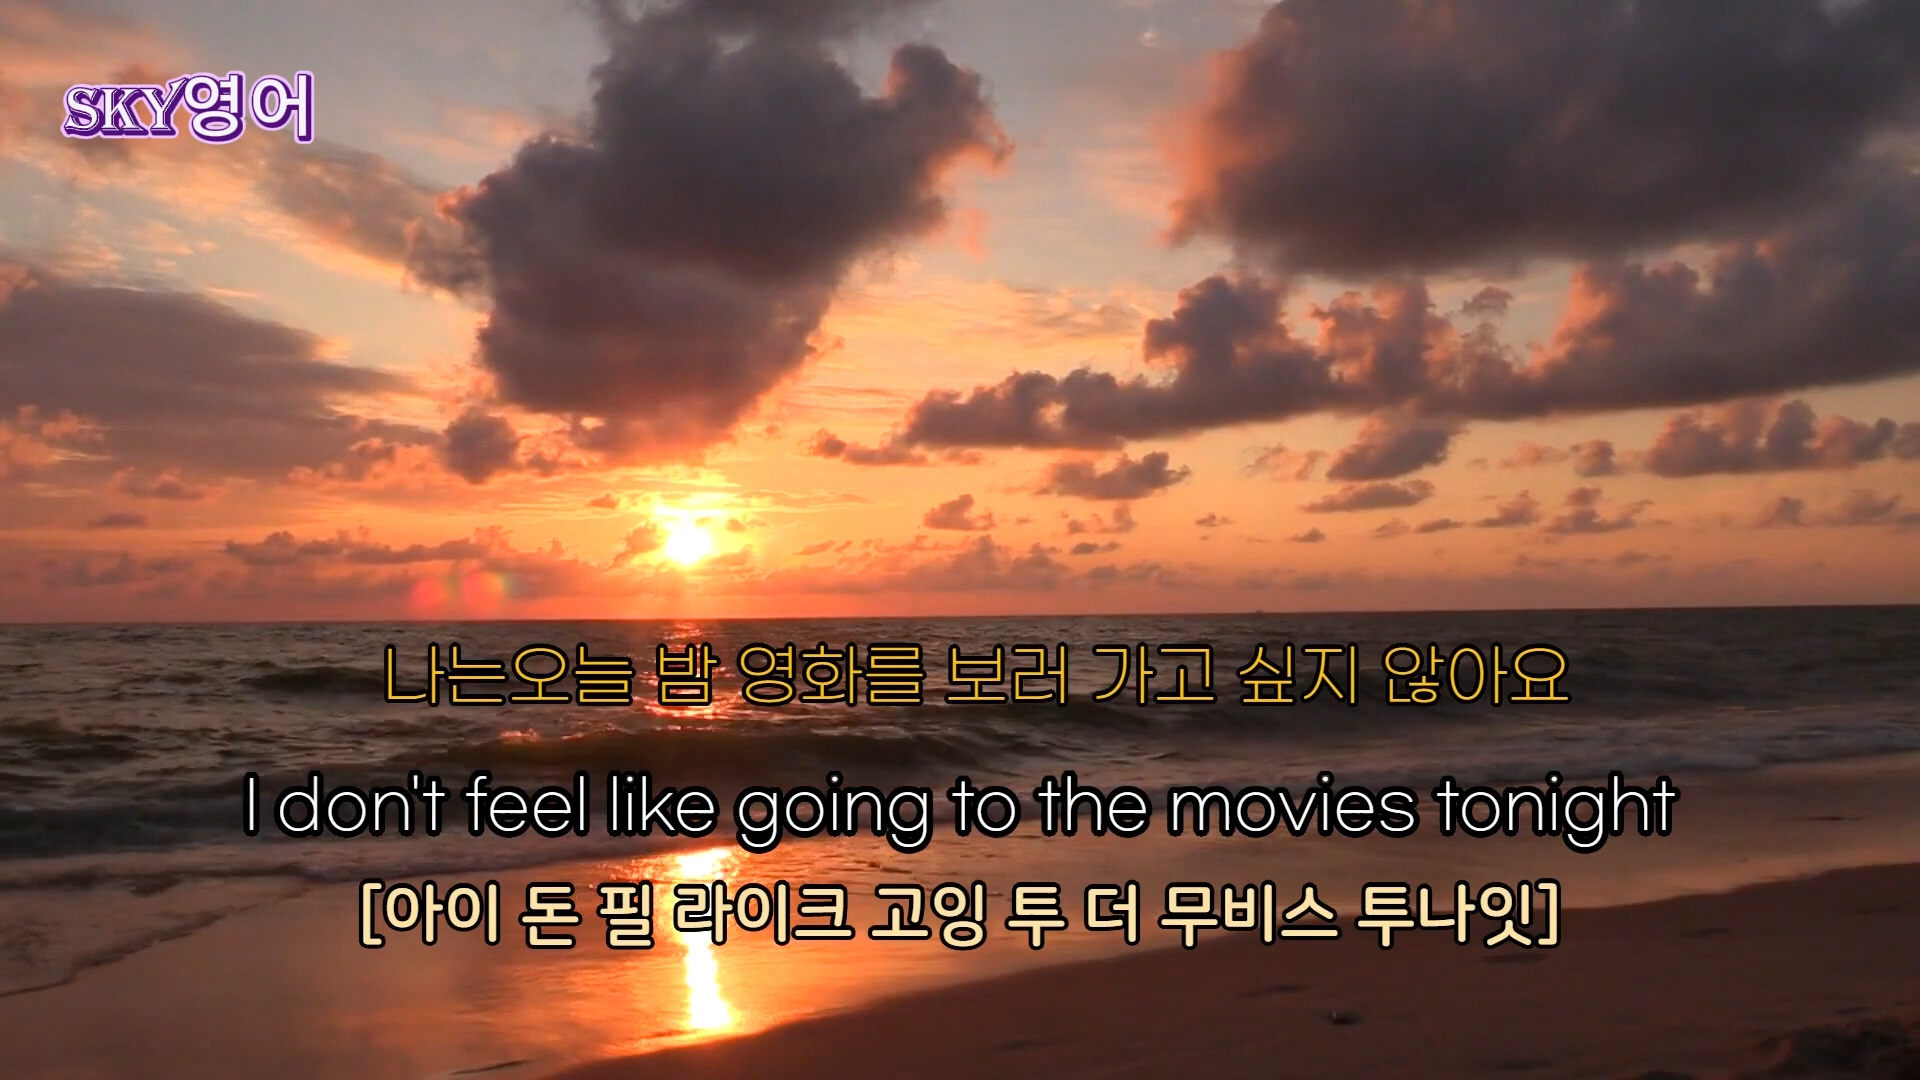 SKY영어
나는오늘 밤 영화를 보러 가고 싶지 않아요
I don't feel like going to the movies tonight
[아이 돈 필 라이크 고잉 투 더 무비스 투나잇]